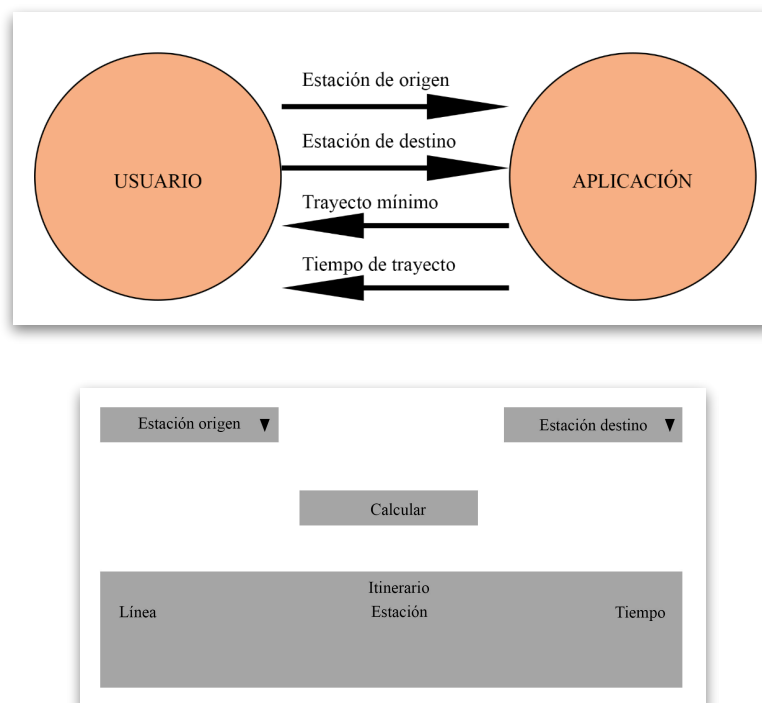 Estación de origen
Estación de destino
USUARIO
APLICACIÓN
Trayecto mínimo
Tiempo de trayecto
Estación origen
Estación destino
Calcular
Itinerario
Línea Estación Tiempo